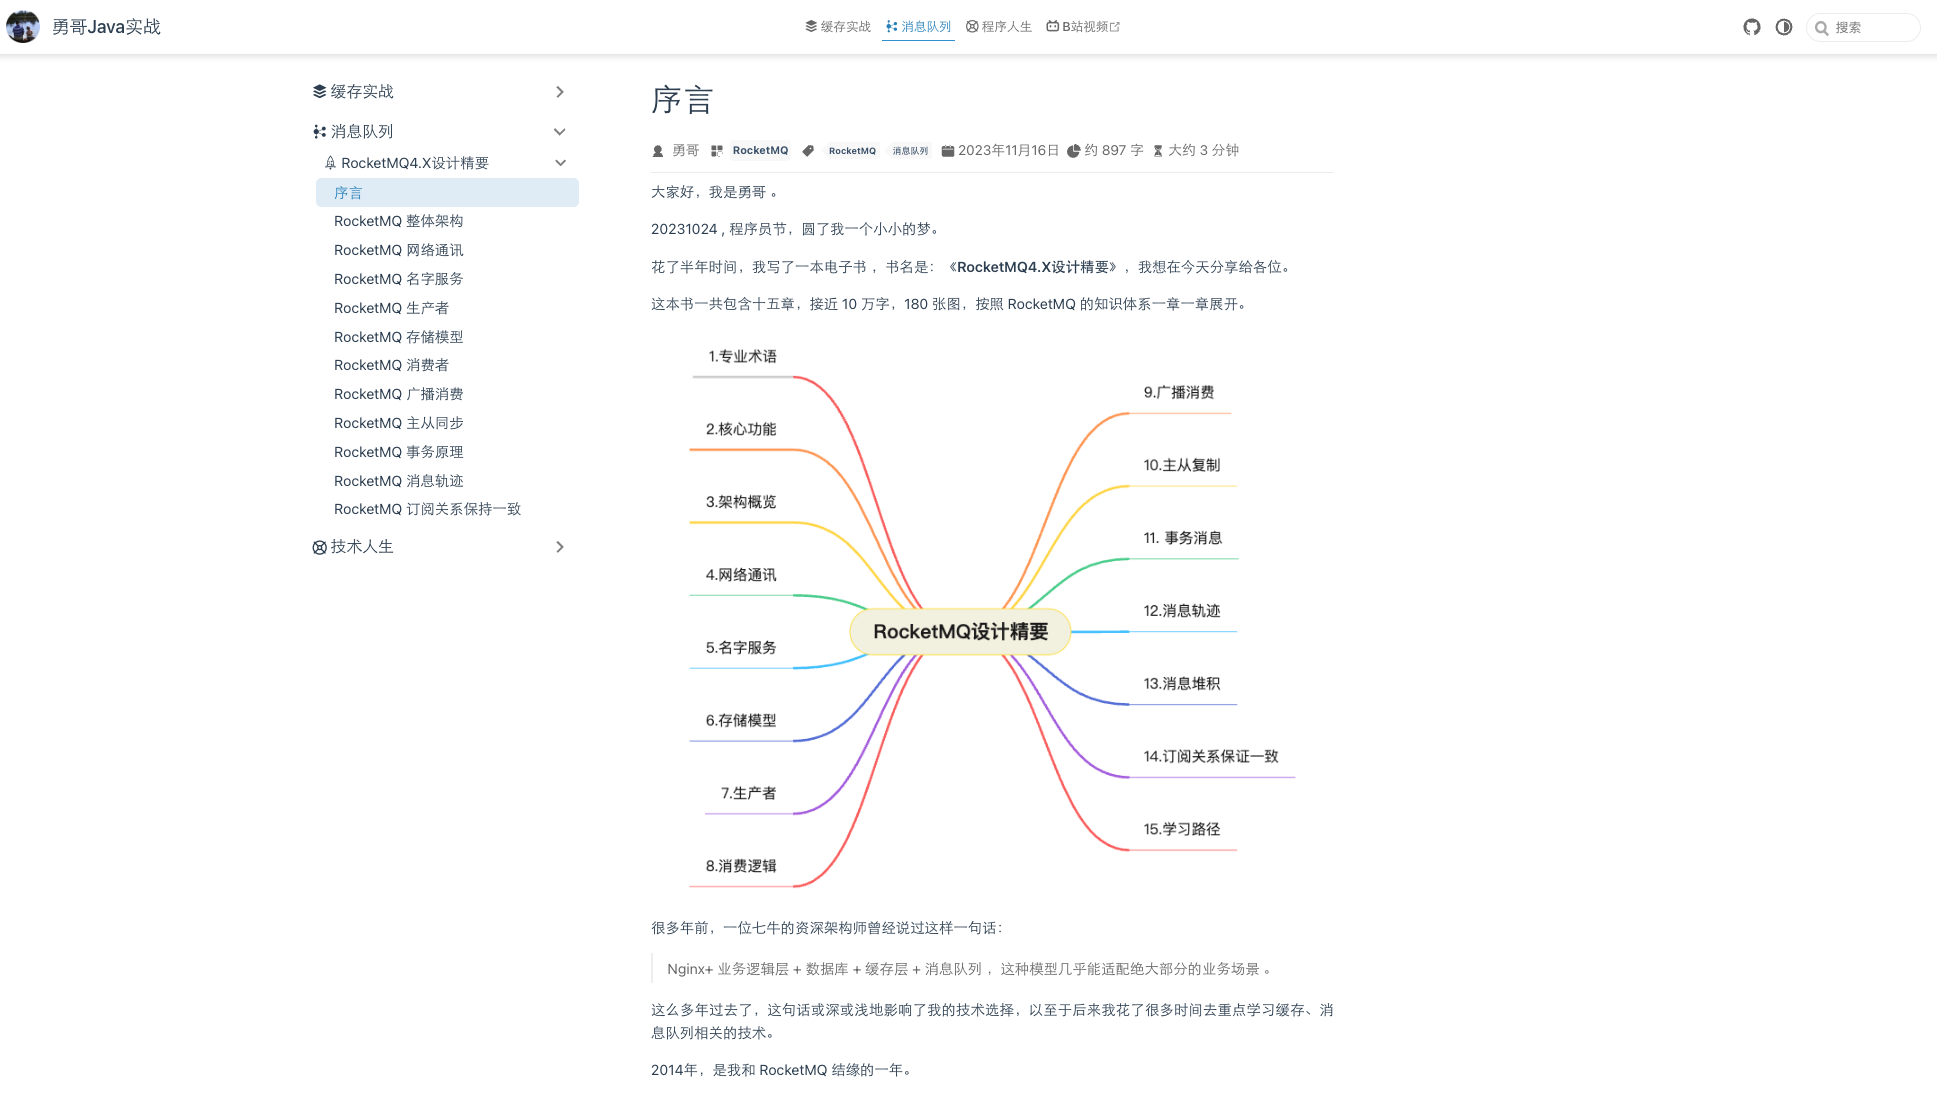 勇哥Java实战
缓存实战 消息队列 程序人生 B站视频
搜索
缓存实战
消息队列
RocketMQ4.X设计精要
序言
RocketMQ 整体架构
RocketMQ 网络通讯
RocketMQ 名字服务
RocketMQ 生产者
RocketMQ 存储模型
RocketMQ 消费者
RocketMQ 广播消费
RocketMQ 主从同步
RocketMQ 事务原理
RocketMQ 消息轨迹
RocketMQ 订阅关系保持一致
技术人生
序言
勇哥 RocketMQ RocketMQ 消息队列 2023年11月16日 约 897 字 大约 3 分钟
大家好，我是勇哥 。
20231024 , 程序员节，圆了我一个小小的梦。
花了半年时间，我写了一本电子书 ，书名是： 《RocketMQ4.X设计精要》 ，我想在今天分享给各位。
这本书一共包含十五章，接近 10 万字，180 张图，按照 RocketMQ 的知识体系一章一章展开。
1.专业术语
2.核心功能
3.架构概览
4.网络通讯
5.名字服务
6.存储模型
7.生产者
8.消费逻辑
RocketMQ设计精要
9.广播消费
10.主从复制
11. 事务消息
12.消息轨迹
13.消息堆积
14.订阅关系保证一致
15.学习路径
很多年前，一位七牛的资深架构师曾经说过这样一句话：
Nginx+ 业务逻辑层 + 数据库 + 缓存层 + 消息队列 ，这种模型几乎能适配绝大部分的业务场景 。
这么多年过去了，这句话或深或浅地影响了我的技术选择，以至于后来我花了很多时间去重点学习缓存、消
息队列相关的技术。
2014年，是我和 RocketMQ 结缘的一年。